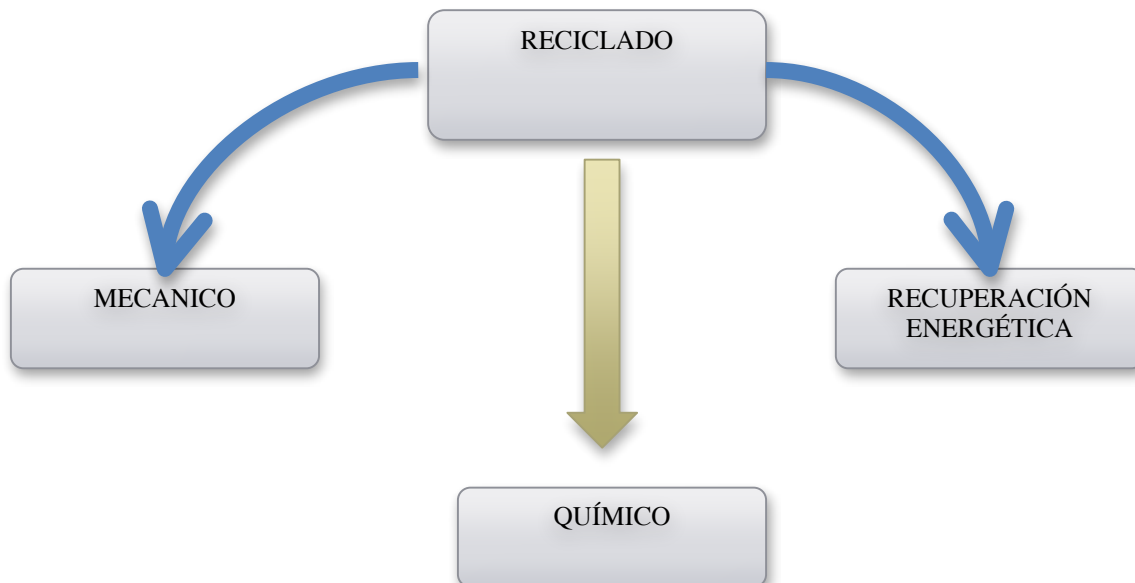 RECICLADO
MECANICO
RECUPERACIÓN
ENERGÉTICA
QUÍMICO